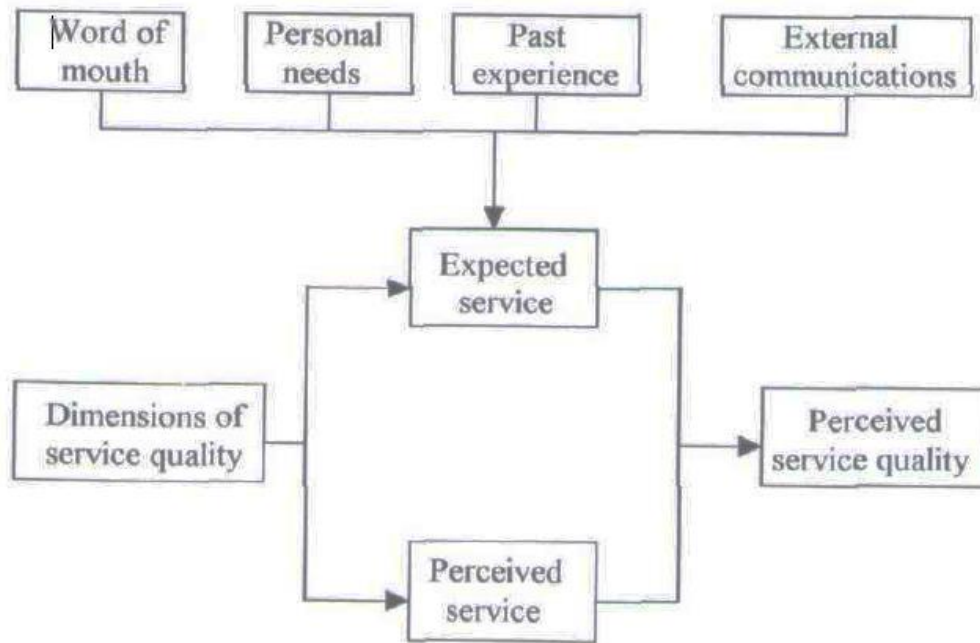 Word of
mouth
Personal
needs
Past
experience
External
communications
Expected
service
Dimensions of
service quality
Perceived
service quality
Perceived
service